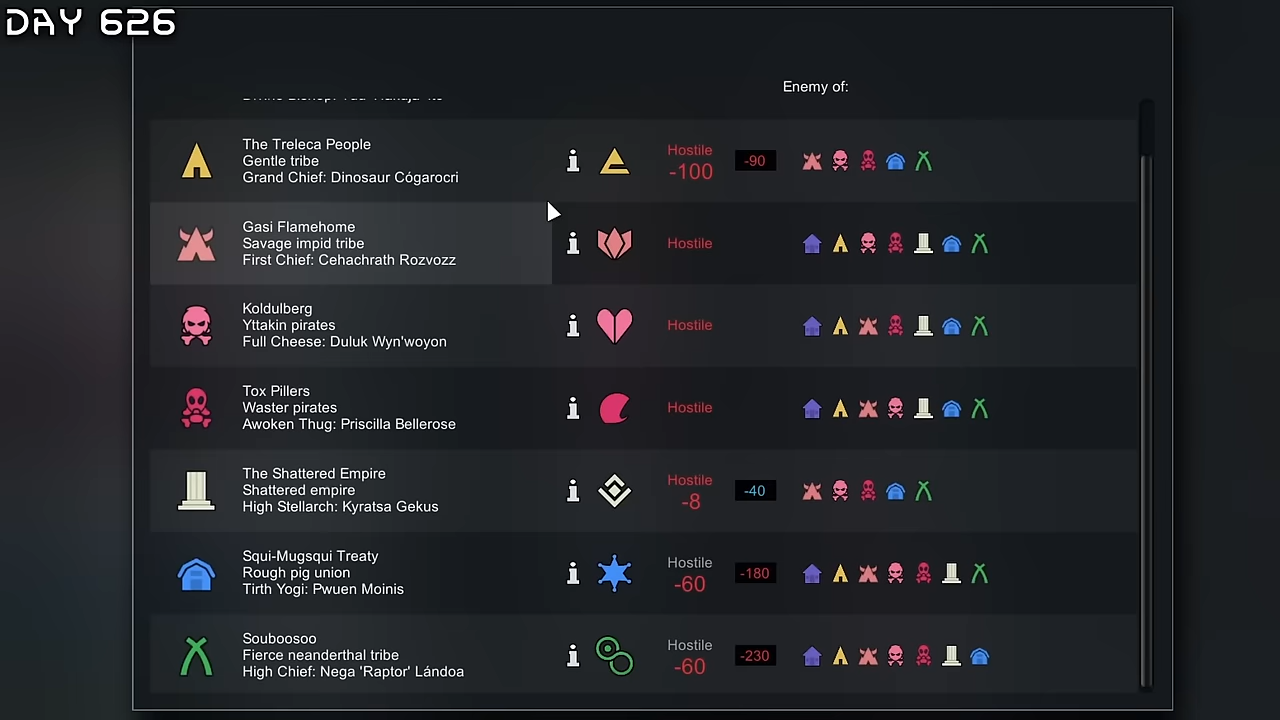 DAY 626
Enemy of:
The Treleca People
Gentle tribe
Grand Chief: Dinosaur Cógarocri
Hostile
-100
-90
Gasi Flamehome
Savage impid tribe
First Chief: Cehachrath Rozvozz
Hostile
Koldulberg
Yttakin pirates
Full Cheese: Duluk Wyn'woyon
Hostile
Tox Pillers
Waster pirates
Awoken Thug: Priscilla Bellerose
Hostile
The Shattered Empire
Shattered empire
High Stellarch: Kyratsa Gekus
Hostile
-8
-40
Squi-Mugsqui Treaty
Rough pig union
Tirth Yogi: Pwuen Moinis
Hostile
-60
-180
Souboosoo
Fierce neanderthal tribe
High Chief: Nega 'Raptor' Lándoa
Hostile
-60
-230